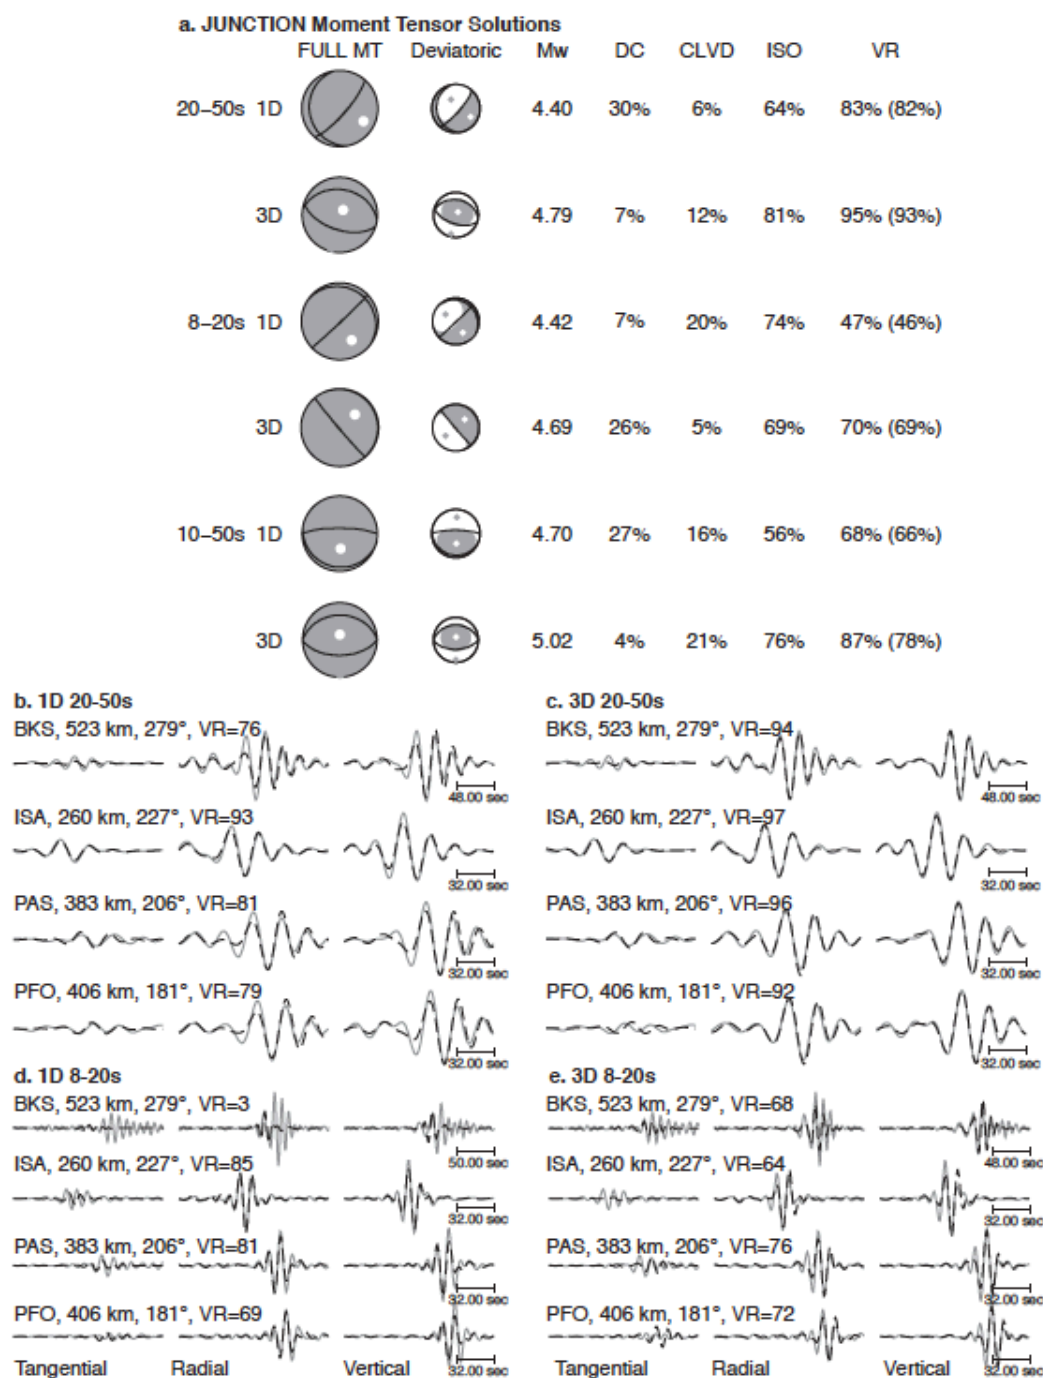 a. JUNCTION Moment Tensor Solutions
FULL MT Deviatoric Mw DC CLVD ISO VR
20–50s 1D 4.40 30% 6% 64% 83% (82%)
3D 4.79 7% 12% 81% 95% (93%)
8–20s 1D 4.42 7% 20% 74% 47% (46%)
3D 4.69 26% 5% 69% 70% (69%)
10–50s 1D 4.70 27% 16% 56% 68% (66%)
3D 5.02 4% 21% 76% 87% (78%)
b. 1D 20-50s
BKS, 523 km, 279°, VR=76
48.00 sec
ISA, 260 km, 227°, VR=93
32.00 sec
PAS, 383 km, 206°, VR=81
32.00 sec
PFO, 406 km, 181°, VR=79
32.00 sec
c. 3D 20-50s
BKS, 523 km, 279°, VR=94
48.00 sec
ISA, 260 km, 227°, VR=97
32.00 sec
PAS, 383 km, 206°, VR=96
32.00 sec
PFO, 406 km, 181°, VR=92
32.00 sec
d. 1D 8-20s
BKS, 523 km, 279°, VR=3
50.00 sec
ISA, 260 km, 227°, VR=85
32.00 sec
PAS, 383 km, 206°, VR=81
32.00 sec
PFO, 406 km, 181°, VR=69
32.00 sec
Tangential Radial Vertical
e. 3D 8-20s
BKS, 523 km, 279°, VR=68
48.00 sec
ISA, 260 km, 227°, VR=64
32.00 sec
PAS, 383 km, 206°, VR=76
32.00 sec
PFO, 406 km, 181°, VR=72
32.00 sec
Tangential Radial Vertical